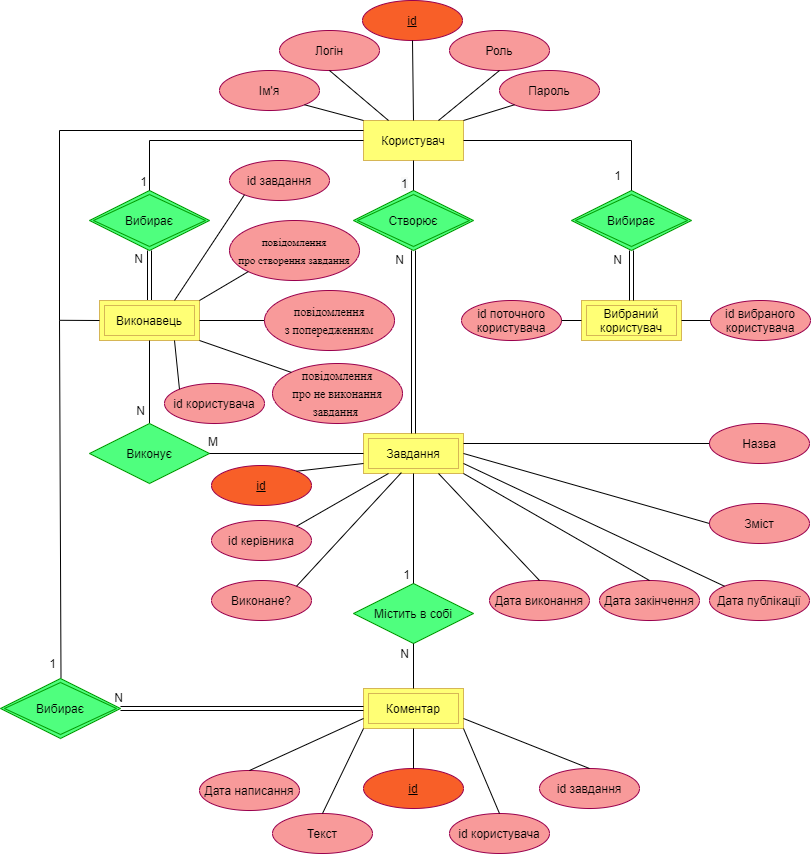 id
Логін
Роль
Ім'я
Пароль
Користувач
id завдання
1
1
1
Вибирає
Створює
Вибирає
повідомлення
про створення завдання
N
N
N
Виконавець
повідомлення
з попередженням
id поточного
користувача
Вибраний
користувач
id вибраного
користувача
повідомлення
про не виконання
завдання
id користувача
N
Виконує
M
Завдання
Назва
id
Зміст
id керівника
1
Виконане?
Дата виконання
Дата закінчення
Дата публікації
Містить в собі
N
1
Вибирає
N
Коментар
Дата написання
id
id завдання
Текст
id користувача